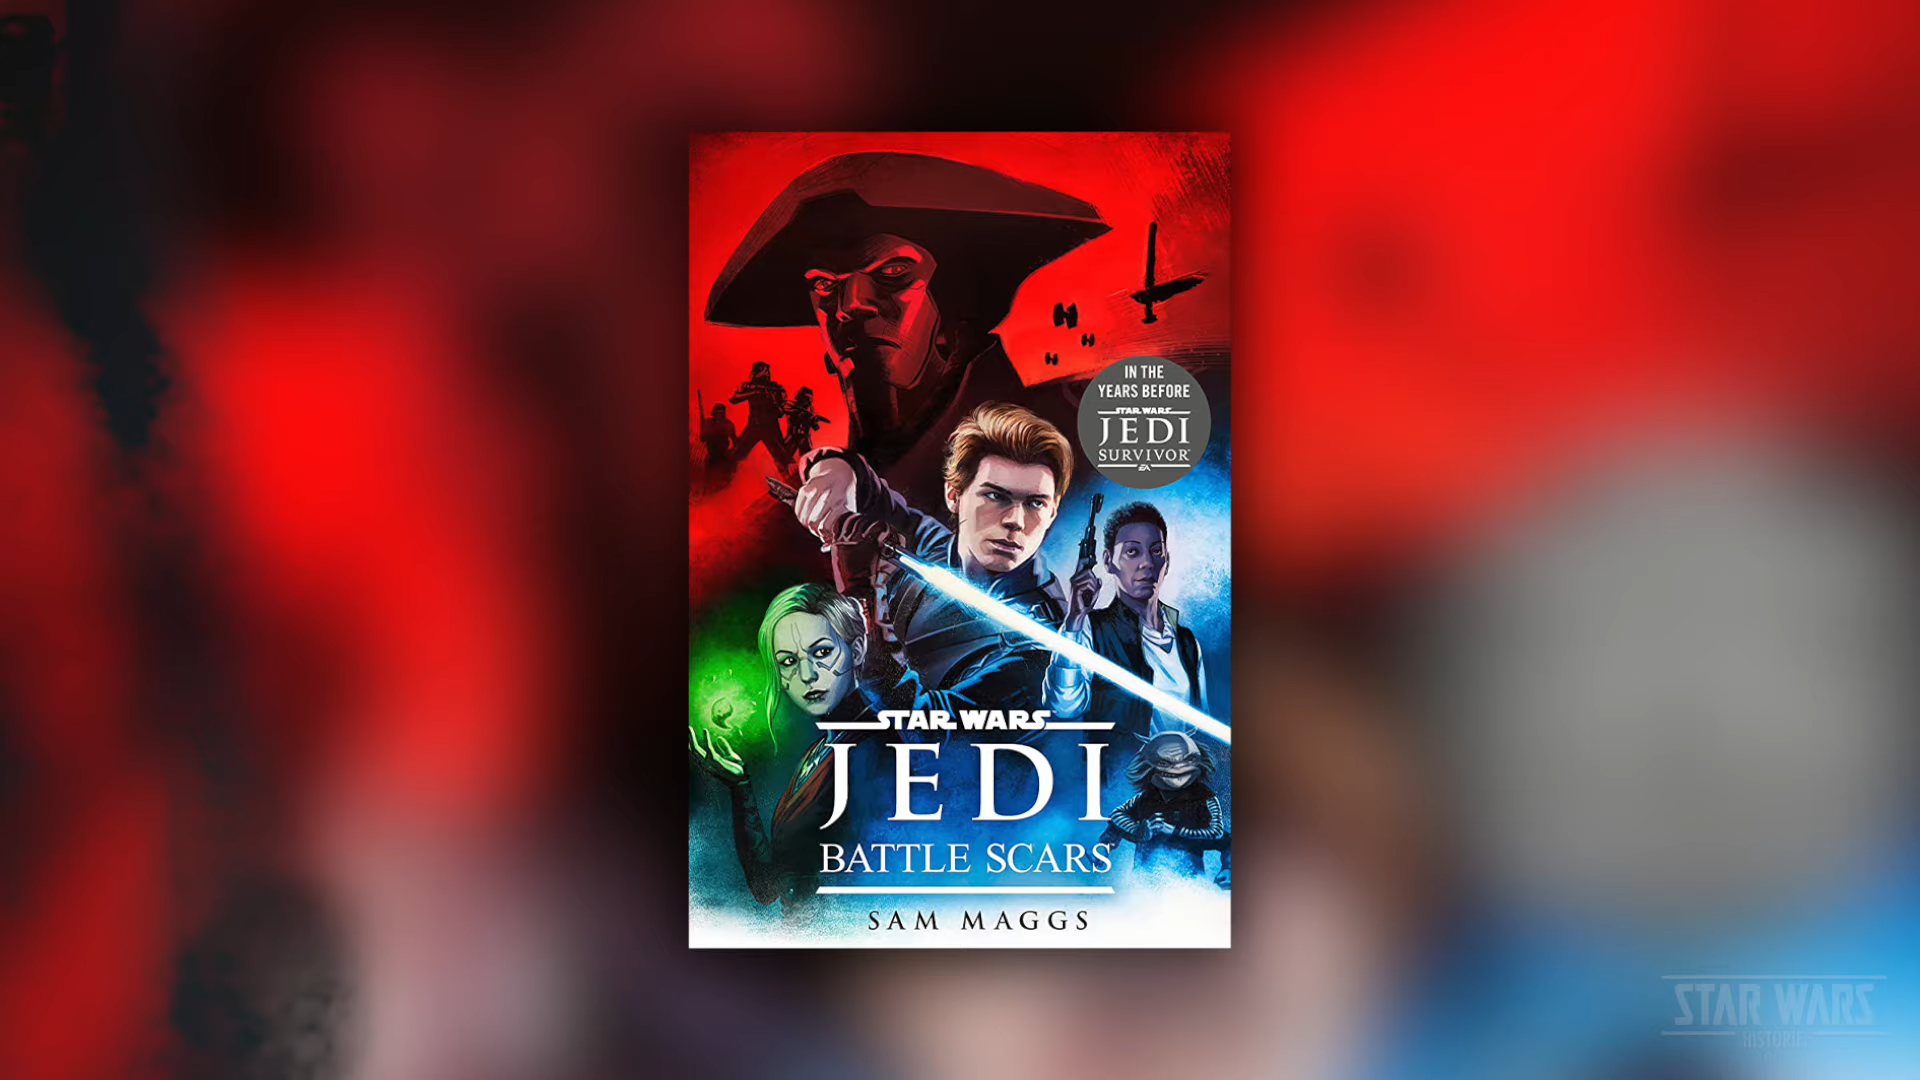 IN THE
YEARS BEFORE
STAR WARS
JEDI
SURVIVOR
EA
STAR WARS
JEDI
BATTLE SCARS
SAM MAGGS
STAR WARS